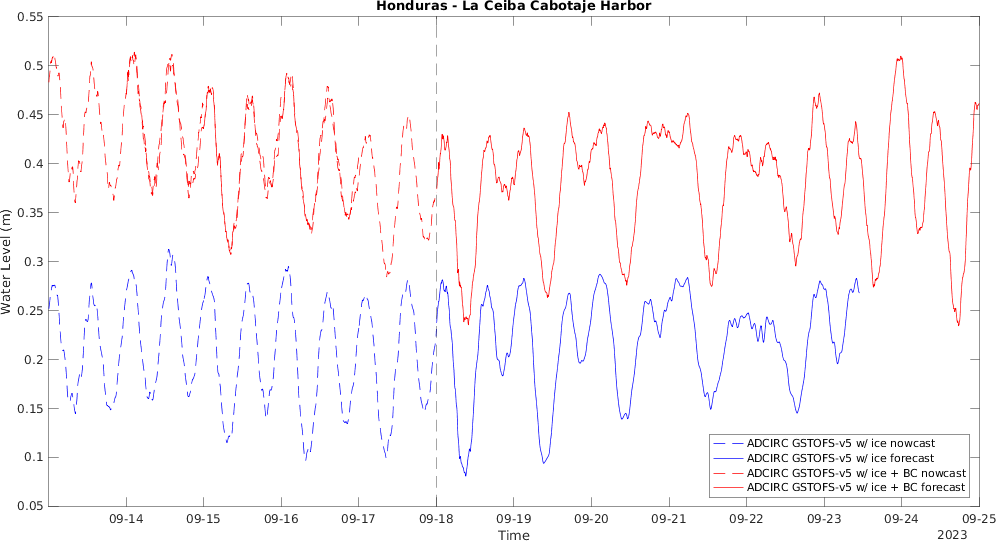 Honduras - La Ceiba Cabotaje Harbor
0.55
0.5
0.45
0.4
0.35
0.3
0.25
0.2
0.15
0.1
0.05
Water Level (m)
ADCIRC GSTOFS-v5 w/ ice nowcast
ADCIRC GSTOFS-v5 w/ ice forecast
ADCIRC GSTOFS-v5 w/ ice + BC nowcast
ADCIRC GSTOFS-v5 w/ ice + BC forecast
09-14 09-15 09-16 09-17 09-18 09-19 09-20 09-21 09-22 09-23 09-24 09-25
Time
2023